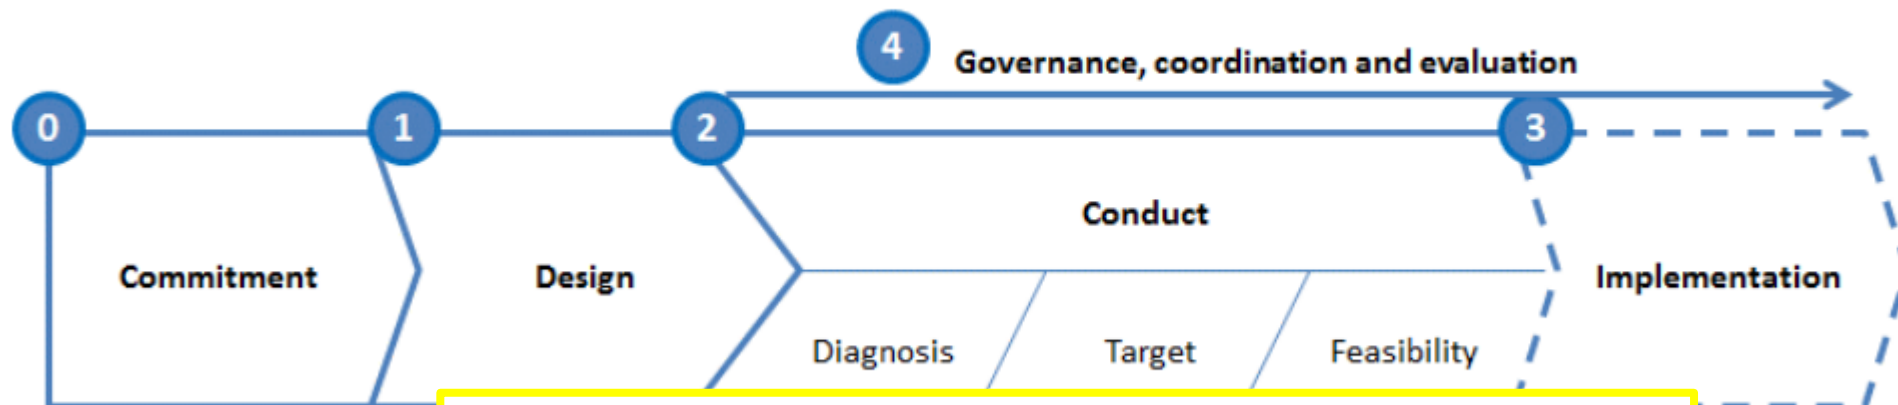 4
Governance, coordination and evaluation
0
1
2
3
Conduct
Commitment
Design
Implementation
Diagnosis
Target
Feasibility